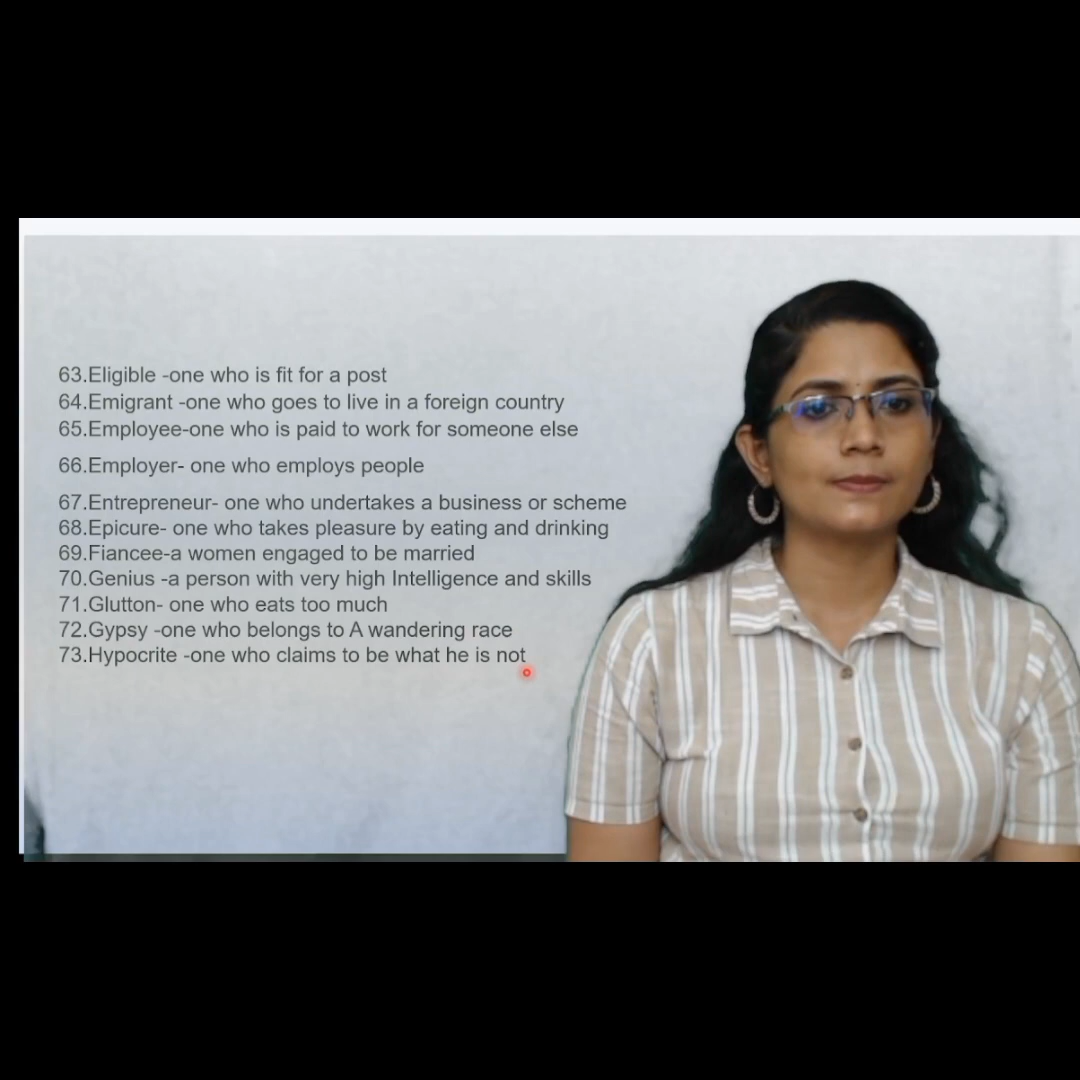 63.Eligible -one who is fit for a post
64.Emigrant -one who goes to live in a foreign country
65.Employee-one who is paid to work for someone else
66.Employer- one who employs people
67.Entrepreneur- one who undertakes a business or scheme
68.Epicure- one who takes pleasure by eating and drinking
69.Fiancee-a women engaged to be married
70.Genius -a person with very high Intelligence and skills
71.Glutton- one who eats too much
72.Gypsy -one who belongs to A wandering race
73.Hypocrite -one who claims to be what he is not